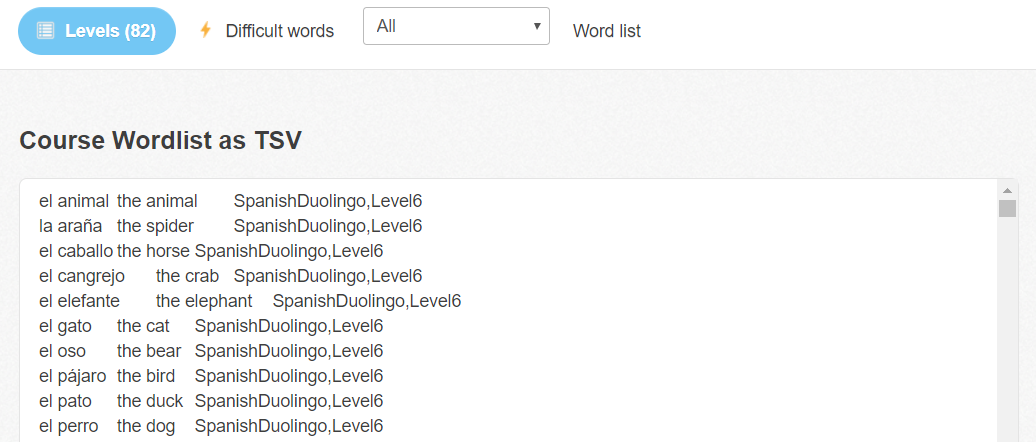 Levels (82) Difficult words All Word list
Course Wordlist as TSV
el animal the animal SpanishDuolingo,Level6
la araña the spider SpanishDuolingo,Level6
el caballo the horse SpanishDuolingo,Level6
el cangrejo the crab SpanishDuolingo,Level6
el elefante the elephant SpanishDuolingo,Level6
el gato the cat SpanishDuolingo,Level6
el oso the bear SpanishDuolingo,Level6
el pájaro the bird SpanishDuolingo,Level6
el pato the duck SpanishDuolingo,Level6
el perro the dog SpanishDuolingo,Level6